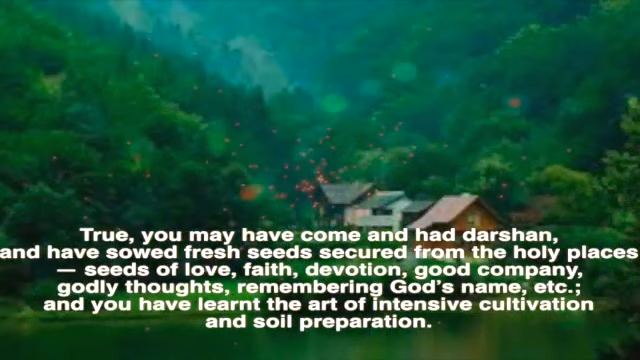 True, you may have come and had darshan,
and have sowed fresh seeds secured from the holy places
— seeds of love, faith, devotion, good company,
godly thoughts, remembering God's name, etc.;
and you have learnt the art of intensive cultivation
and soil preparation.